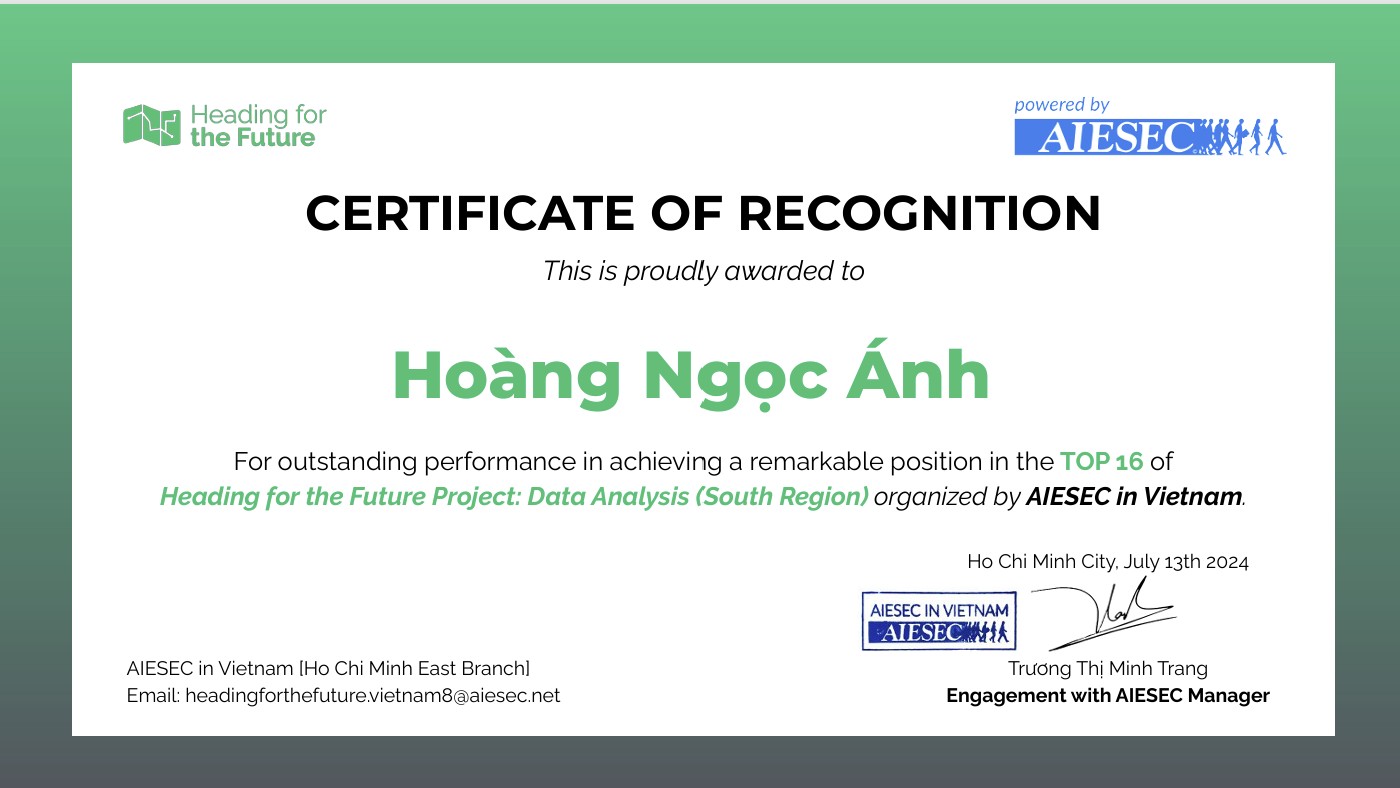 Heading for
the Future
powered by
AIESEC
CERTIFICATE OF RECOGNITION
This is proudly awarded to
Hoàng Ngọc Ánh
For outstanding performance in achieving a remarkable position in the TOP 16 of
Heading for the Future Project: Data Analysis (South Region) organized by AIESEC in Vietnam.
Ho Chi Minh City, July 13th 2024
AIESEC IN VIETNAM
AIESEC
AIESEC in Vietnam [Ho Chi Minh East Branch]
Email: headingforthefuture.vietnam8@aiesec.net
Trương Thị Minh Trang
Engagement with AIESEC Manager